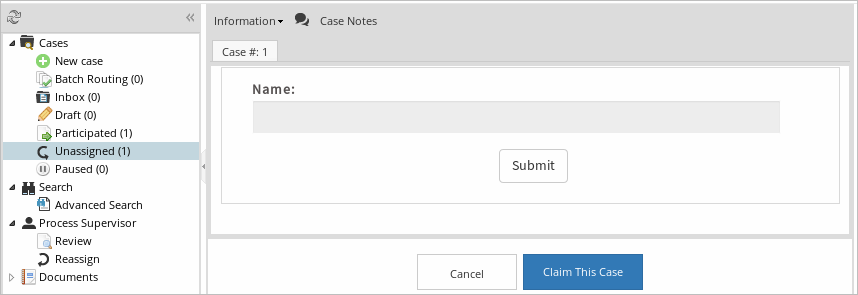 Cases
New case
Batch Routing (0)
Inbox (0)
Draft (0)
Participated (1)
Unassigned (1)
Paused (0)
Search
Advanced Search
Process Supervisor
Review
Reassign
Documents
Information Case Notes
Case #: 1
Name:
Submit
Cancel Claim This Case